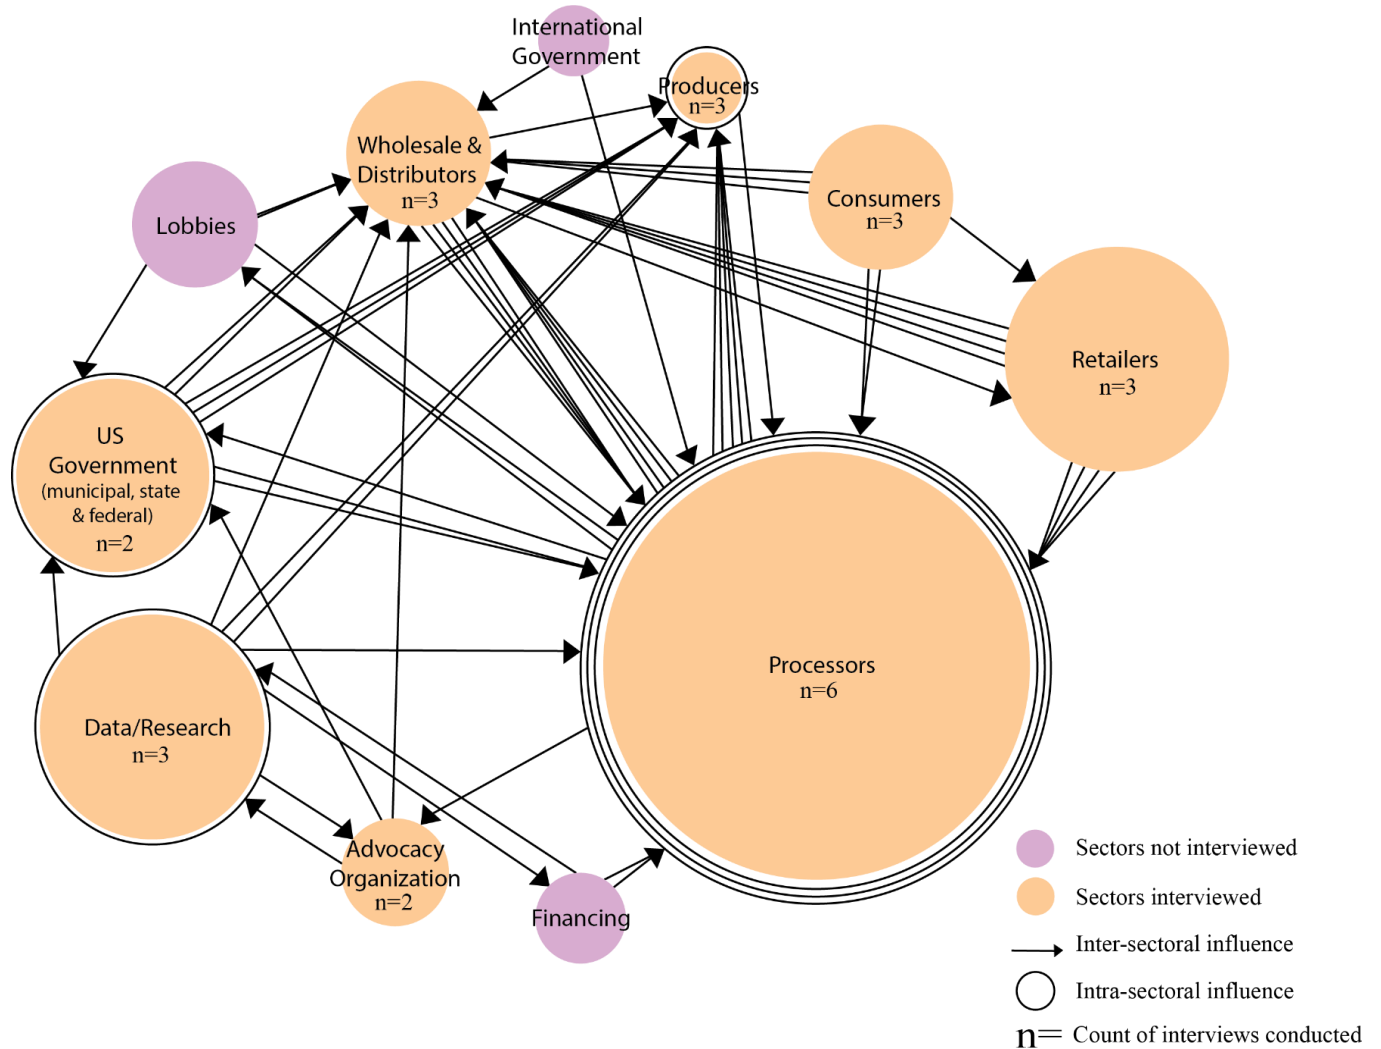 International
Government
Producers
n=3
Wholesale &
Distributors
n=3
Consumers
n=3
Lobbies
Retailers
n=3
US
Government
(municipal, state
& federal)
n=2
Processors
n=6
Data/Research
n=3
Advocacy
Organization
n=2
Financing
Sectors not interviewed
Sectors interviewed
Inter-sectoral influence
Intra-sectoral influence
n= Count of interviews conducted